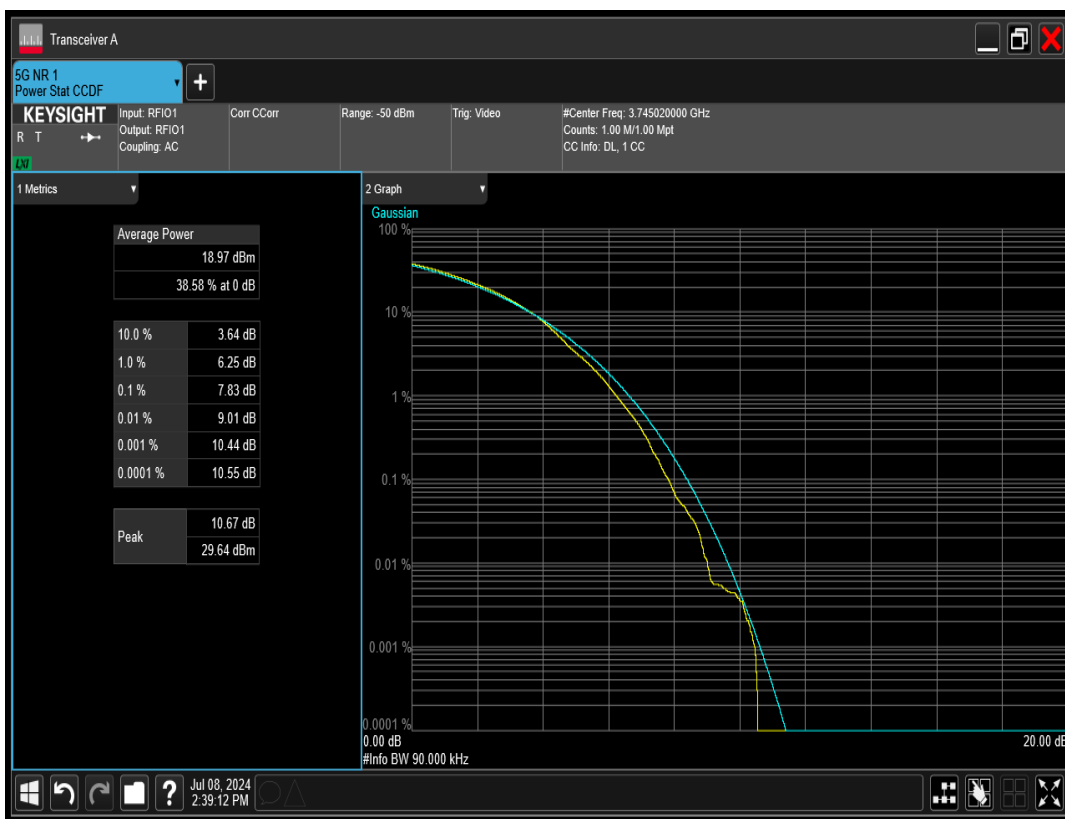 Transceiver A
5G NR 1
Power Stat CCDF
+
KEYSIGHT
R T
LXI
Input: RFIO1
Output: RFIO1
Coupling: AC
Corr CCorr
Range: -50 dBm
Trig: Video
#Center Freq: 3.745020000 GHz
Counts: 1.00 M/1.00 Mpt
CC Info: DL, 1 CC
1 Metrics
Average Power
18.97 dBm
38.58 % at 0 dB
10.0 % 3.64 dB
1.0 % 6.25 dB
0.1 % 7.83 dB
0.01 % 9.01 dB
0.001 % 10.44 dB
0.0001 % 10.55 dB
Peak
10.67 dB
29.64 dBm
2 Graph
Gaussian
100 %
10 %
1 %
0.1 %
0.01 %
0.001 %
0.0001 %
0.00 dB
20.00 dB
#Info BW 90.000 kHz
?
Jul 08, 2024
2:39:12 PM